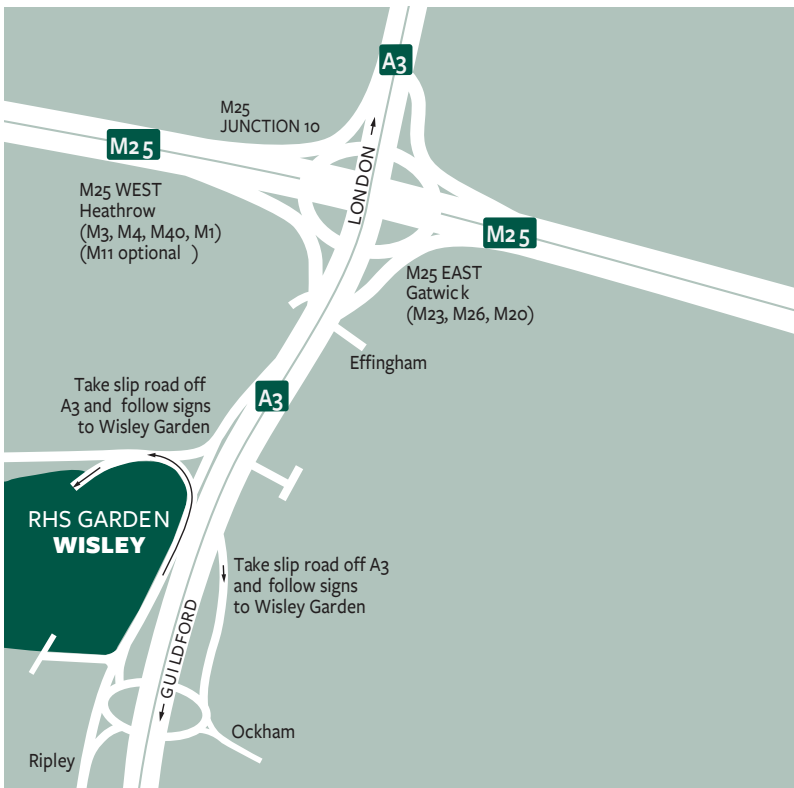 A3
M25
JUNCTION 10
M25
LONDON
M25 WEST
Heathrow
(M3, M4, M40, M1)
(M11 optional )
M25
M25 EAST
Gatwick
(M23, M26, M20)
Effingham
Take slip road off
A3 and follow signs
to Wisley Garden
A3
RHS GARDEN
WISLEY
Take slip road off A3
and follow signs
to Wisley Garden
GUILDFORD
Ockham
Ripley